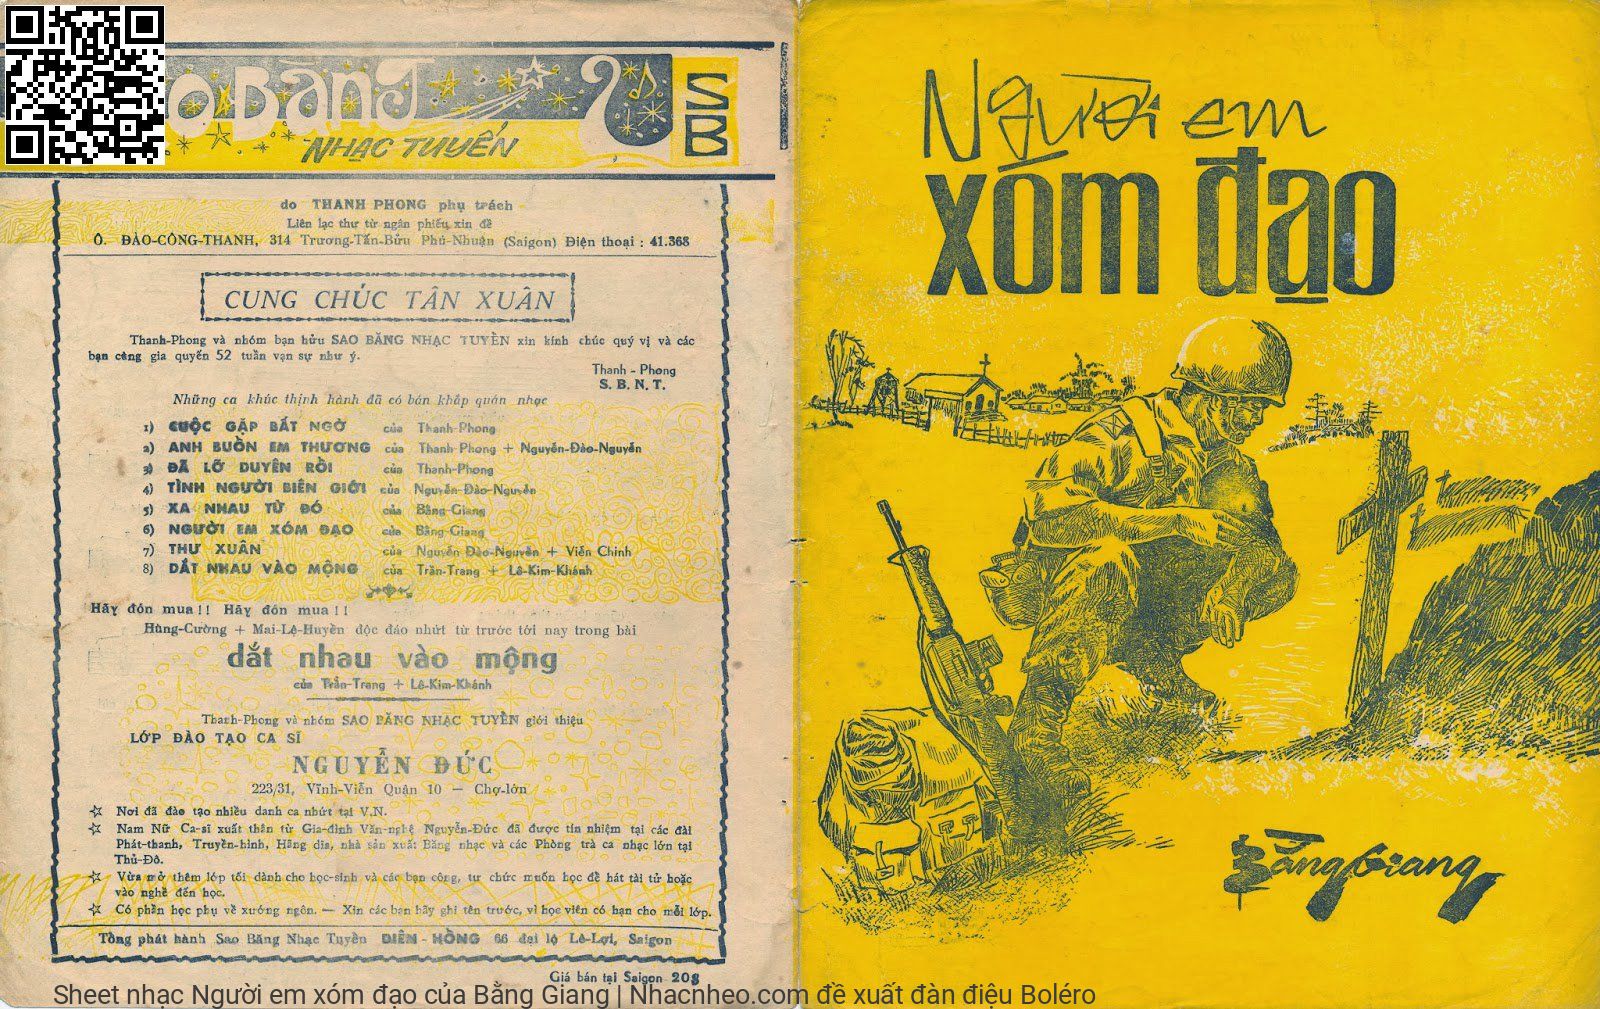 Sao Băng
NHẠC TUYỂN
SB
do THANH PHONG phụ trách
Liên lạc thư từ ngân phiếu xin đề
Ô. ĐÀO-CÔNG-THANH, 314 Trương-Tấn-Bửu Phú-Nhuận (Saigon) Điện thoại : 41.368
CUNG CHÚC TÂN XUÂN
Thanh-Phong và nhóm bạn hữu SAO BĂNG NHẠC TUYỀN xin kính chúc quý vị và các
bạn cùng gia quyến 52 tuần vạn sự như ý.
Thanh - Phong
S. B. N. T.
Những ca khúc thịnh hành đã có bán khắp quán nhạc
1) CUỘC GẶP BẤT NGỜ của Thanh-Phong
2) ANH BUỒN EM THƯƠNG của Thanh-Phong + Nguyễn-Đào-Nguyễn
3) ĐÃ LỠ DUYÊN RỒI của Thanh-Phong
4) TÌNH NGƯỜI BIÊN GIỚI của Nguyễn-Đào-Nguyễn
5) XA NHAU TỪ ĐÓ của Bằng-Giang
6) NGƯỜI EM XÓM ĐẠO của Bằng-Giang
7) THƯ XUÂN của Nguyễn Đào-Nguyễn + Viễn Chinh
8) DẮT NHAU VÀO MỘNG của Trần-Trang + Lê-Kim-Khánh
Hãy đón mua!! Hãy đón mua!!
Hùng-Cường + Mai-Lệ-Huyền độc đáo nhứt từ trước tới nay trong bài
dắt nhau vào mộng
của Trần-Trang + Lê-Kim-Khánh
Thanh-Phong và nhóm SAO BĂNG NHẠC TUYỀN giới thiệu
LỚP ĐÀO TẠO CA SĨ
NGUYỄN ĐỨC
223/31, Vĩnh-Viễn Quận 10 — Chợ-lớn
☆ Nơi đã đào tạo nhiều danh ca nhứt tại V.N.
☆ Nam Nữ Ca-sĩ xuất thân từ Gia-đình Văn-nghệ Nguyễn-Đức đã được tín nhiệm tại các đài
Phát-thanh, Truyền-hình, Hãng dĩa, nhà sản xuất Băng nhạc và các Phòng trà ca nhạc lớn tại
Thủ-Đô.
☆ Vừa mở thêm lớp tối dành cho học-sinh và các bạn công, tư chức muốn học để hát tài tử hoặc
vào nghề đến học.
☆ Có phần học phụ về xướng ngôn. — Xin các bạn hãy ghi tên trước, vì học viên có hạn cho mỗi lớp.
Tổng phát hành Sao Băng Nhạc Tuyền DIÊN - HỒNG 66 đại lộ Lê-Lợi, Saigon
Giá bán tại Saigon 20$
Người em
xóm đạo
Bằng Giang
Sheet nhạc Người em xóm đạo của Bằng Giang | Nhacnheo.com đề xuất đàn điệu Boléro